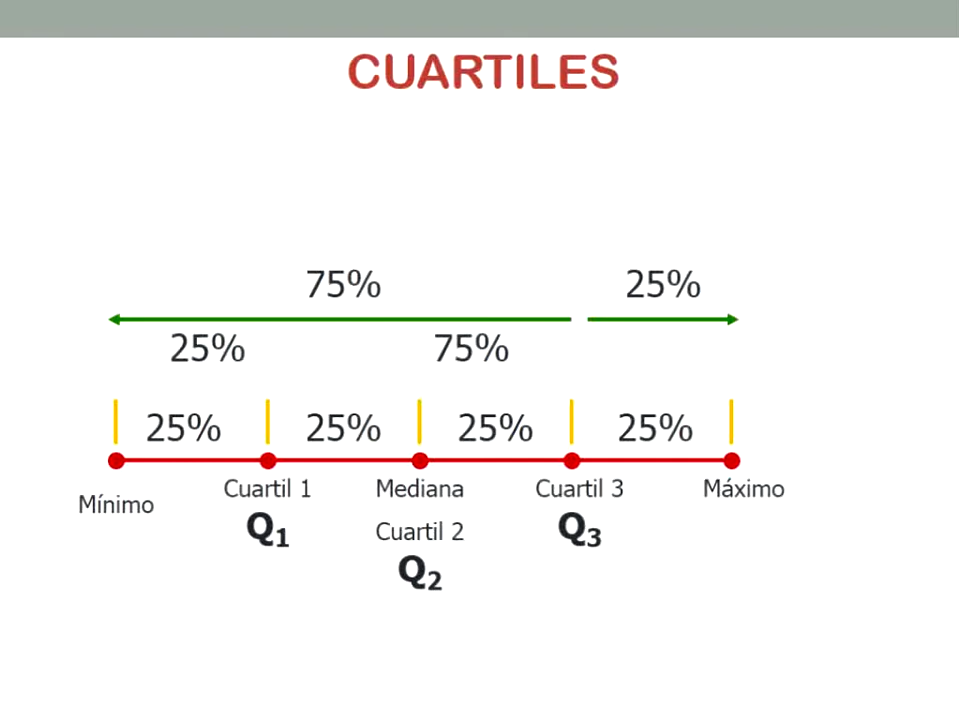 CUARTILES
75% 25%
25% 75%
25% 25% 25% 25%
Mínimo Cuartil 1 Mediana Cuartil 3 Máximo
Q1 Cuartil 2 Q3
Q2